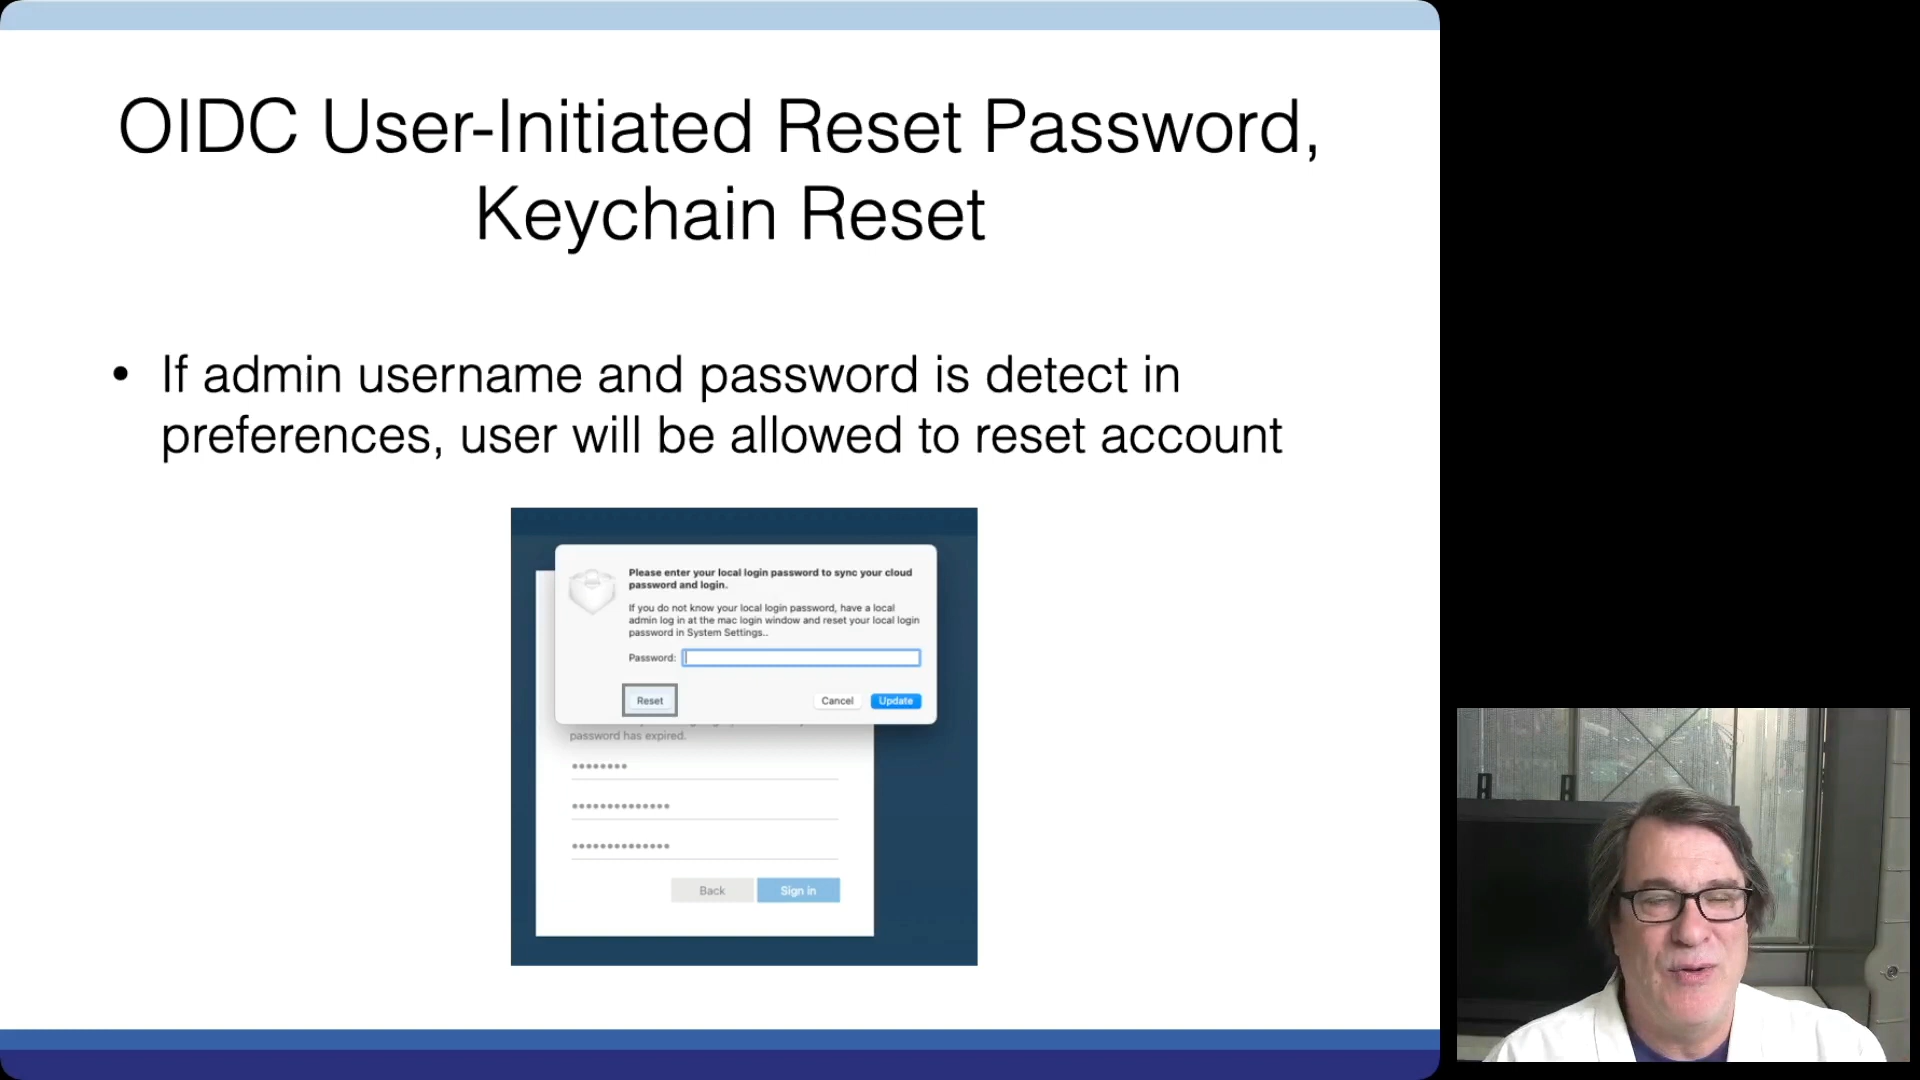 OIDC User-Initiated Reset Password,
Keychain Reset
• If admin username and password is detect in
preferences, user will be allowed to reset account
Please enter your local login password to sync your cloud
password and login.
If you do not know your local login password, have a local
admin log in at the mac login window and reset your local login
password in System Settings..
Password:
Reset
Cancel
Update
password has expired.
Back
Sign in